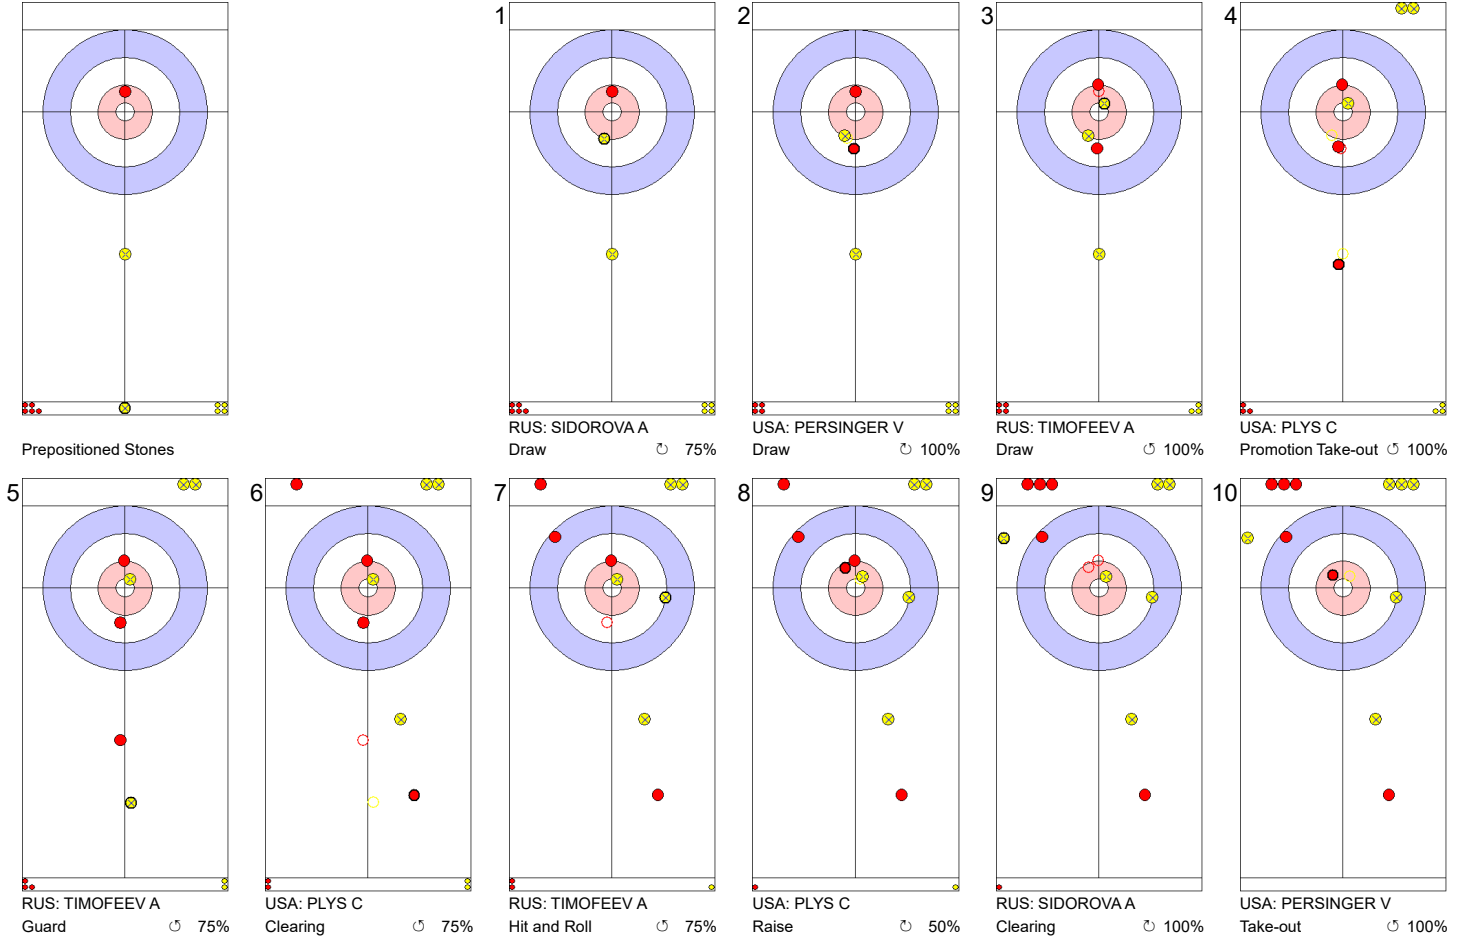 1
2
3
4
Prepositioned Stones
RUS: SIDOROVA A
Draw ↻ 75%
USA: PERSINGER V
Draw ↻ 100%
RUS: TIMOFEEV A
Draw ↺ 100%
USA: PLYS C
Promotion Take-out ↺ 100%
5
6
7
8
9
10
RUS: TIMOFEEV A
Guard ↺ 75%
USA: PLYS C
Clearing ↺ 75%
RUS: TIMOFEEV A
Hit and Roll ↺ 75%
USA: PLYS C
Raise ↻ 50%
RUS: SIDOROVA A
Clearing ↻ 100%
USA: PERSINGER V
Take-out ↺ 100%